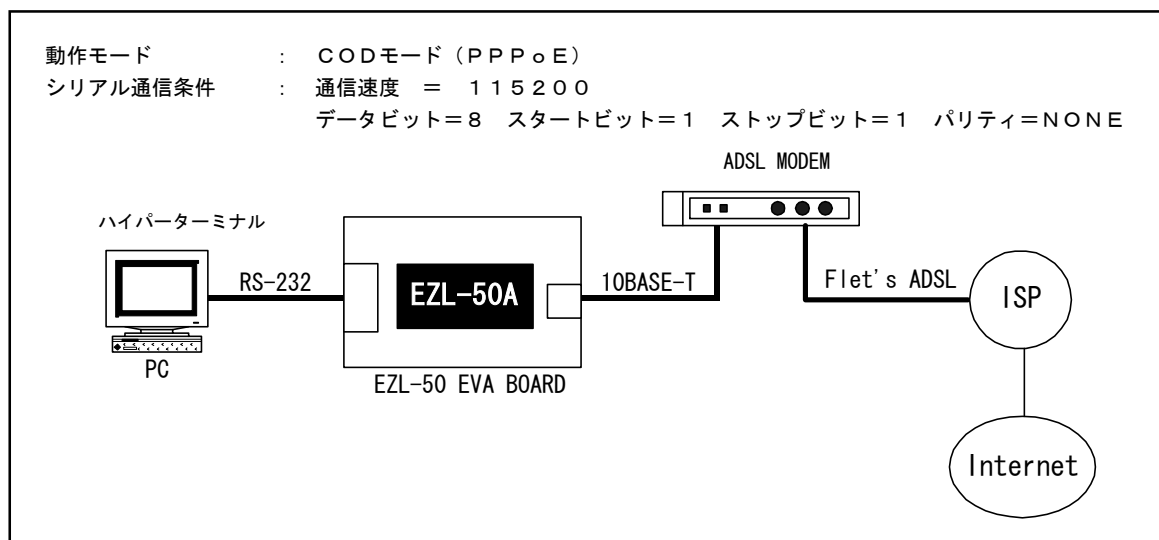 動作モード : CODモード（PPPoE）
シリアル通信条件 : 通信速度 ＝ 115200
データビット＝8 スタートビット＝1 ストップビット＝1 パリティ＝NONE
ADSL MODEM
ハイパーターミナル
RS-232
EZL-50A
10BASE-T
Flet's ADSL
ISP
PC
EZL-50 EVA BOARD
Internet